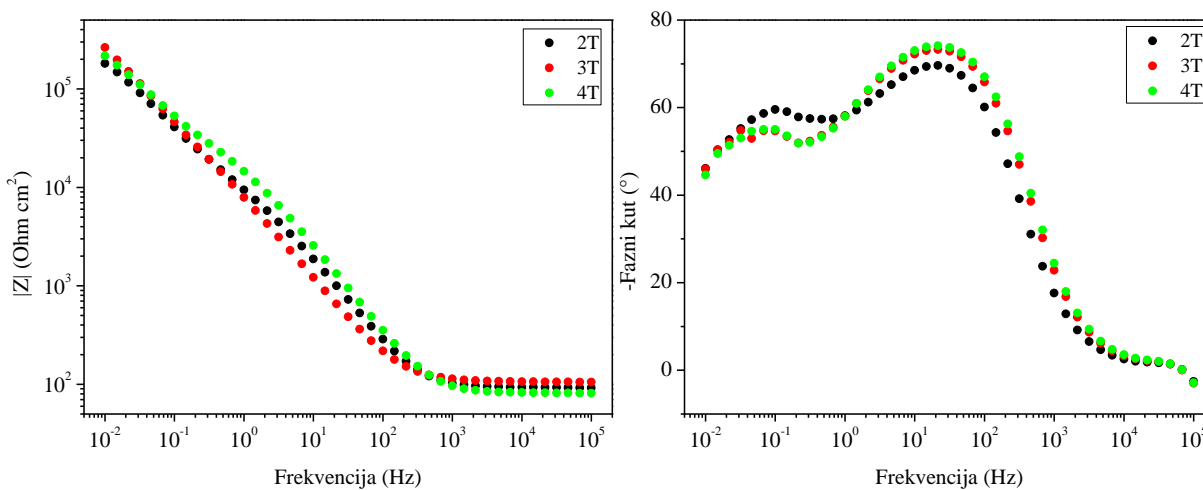 |Z| (Ohm cm²)
10⁵
10⁴
10³
10²
10⁻² 10⁻¹ 10⁰ 10¹ 10² 10³ 10⁴ 10⁵
Frekvencija (Hz)
2T
3T
4T
-Fazni kut (°)
80
60
40
20
0
10⁻² 10⁻¹ 10⁰ 10¹ 10² 10³ 10⁴
Frekvencija (Hz)
2T
3T
4T